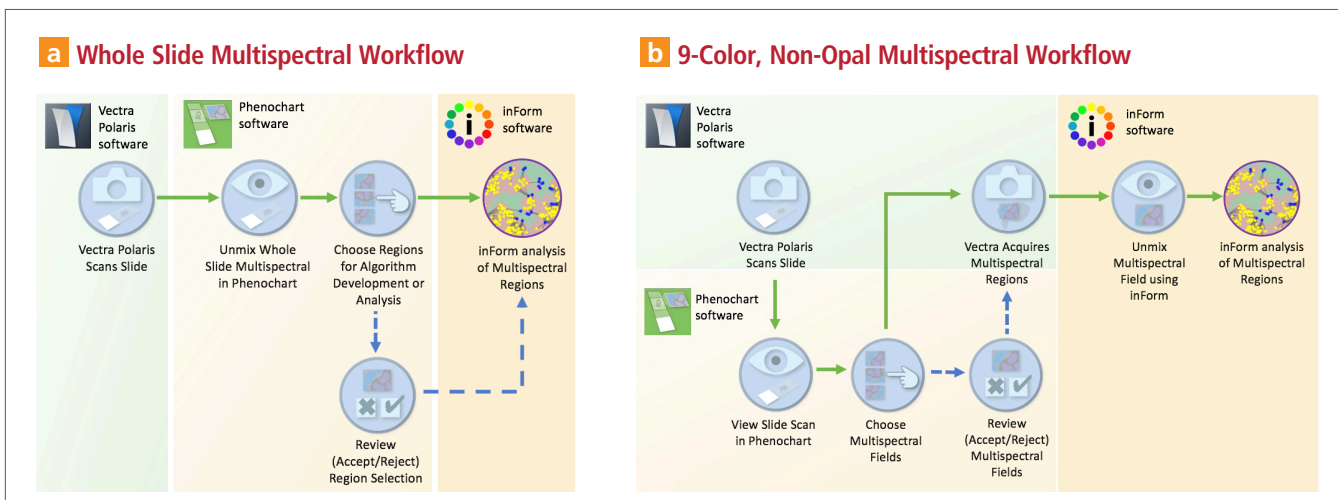 a Whole Slide Multispectral Workflow
Vectra
Polaris
software
Phenochart
software
i
inForm
software
Vectra Polaris
Scans Slide
Unmix Whole
Slide Multispectral
in Phenochart
Choose Regions
for Algorithm
Development or
Analysis
inForm analysis
of Multispectral
Regions
Review
(Accept/Reject)
Region Selection
b 9-Color, Non-Opal Multispectral Workflow
Vectra
Polaris
software
i
inForm
software
Vectra Polaris
Scans Slide
Vectra Acquires
Multispectral
Regions
Unmix
Multispectral
Field using
inForm
inForm analysis
of Multispectral
Regions
Phenochart
software
View Slide Scan
in Phenochart
Choose
Multispectral
Fields
Review
(Accept/Reject)
Multispectral
Fields